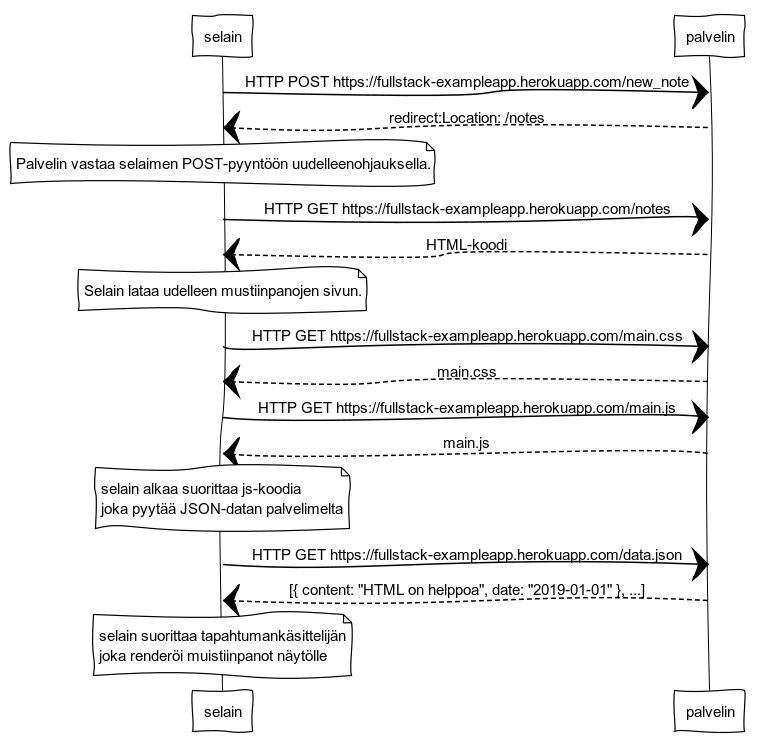 selain palvelin
HTTP POST https://fullstack-exampleapp.herokuapp.com/new_note
redirect:Location: /notes
Palvelin vastaa selaimen POST-pyyntöön uudelleenohjauksella.
HTTP GET https://fullstack-exampleapp.herokuapp.com/notes
HTML-koodi
Selain lataa udelleen mustiinpanojen sivun.
HTTP GET https://fullstack-exampleapp.herokuapp.com/main.css
main.css
HTTP GET https://fullstack-exampleapp.herokuapp.com/main.js
main.js
selain alkaa suorittaa js-koodia
joka pyytää JSON-datan palvelimelta
HTTP GET https://fullstack-exampleapp.herokuapp.com/data.json
[{ content: "HTML on helppoa", date: "2019-01-01" }, ...]
selain suorittaa tapahtumankäsittelijän
joka renderöi muistiinpanot näytölle
selain palvelin